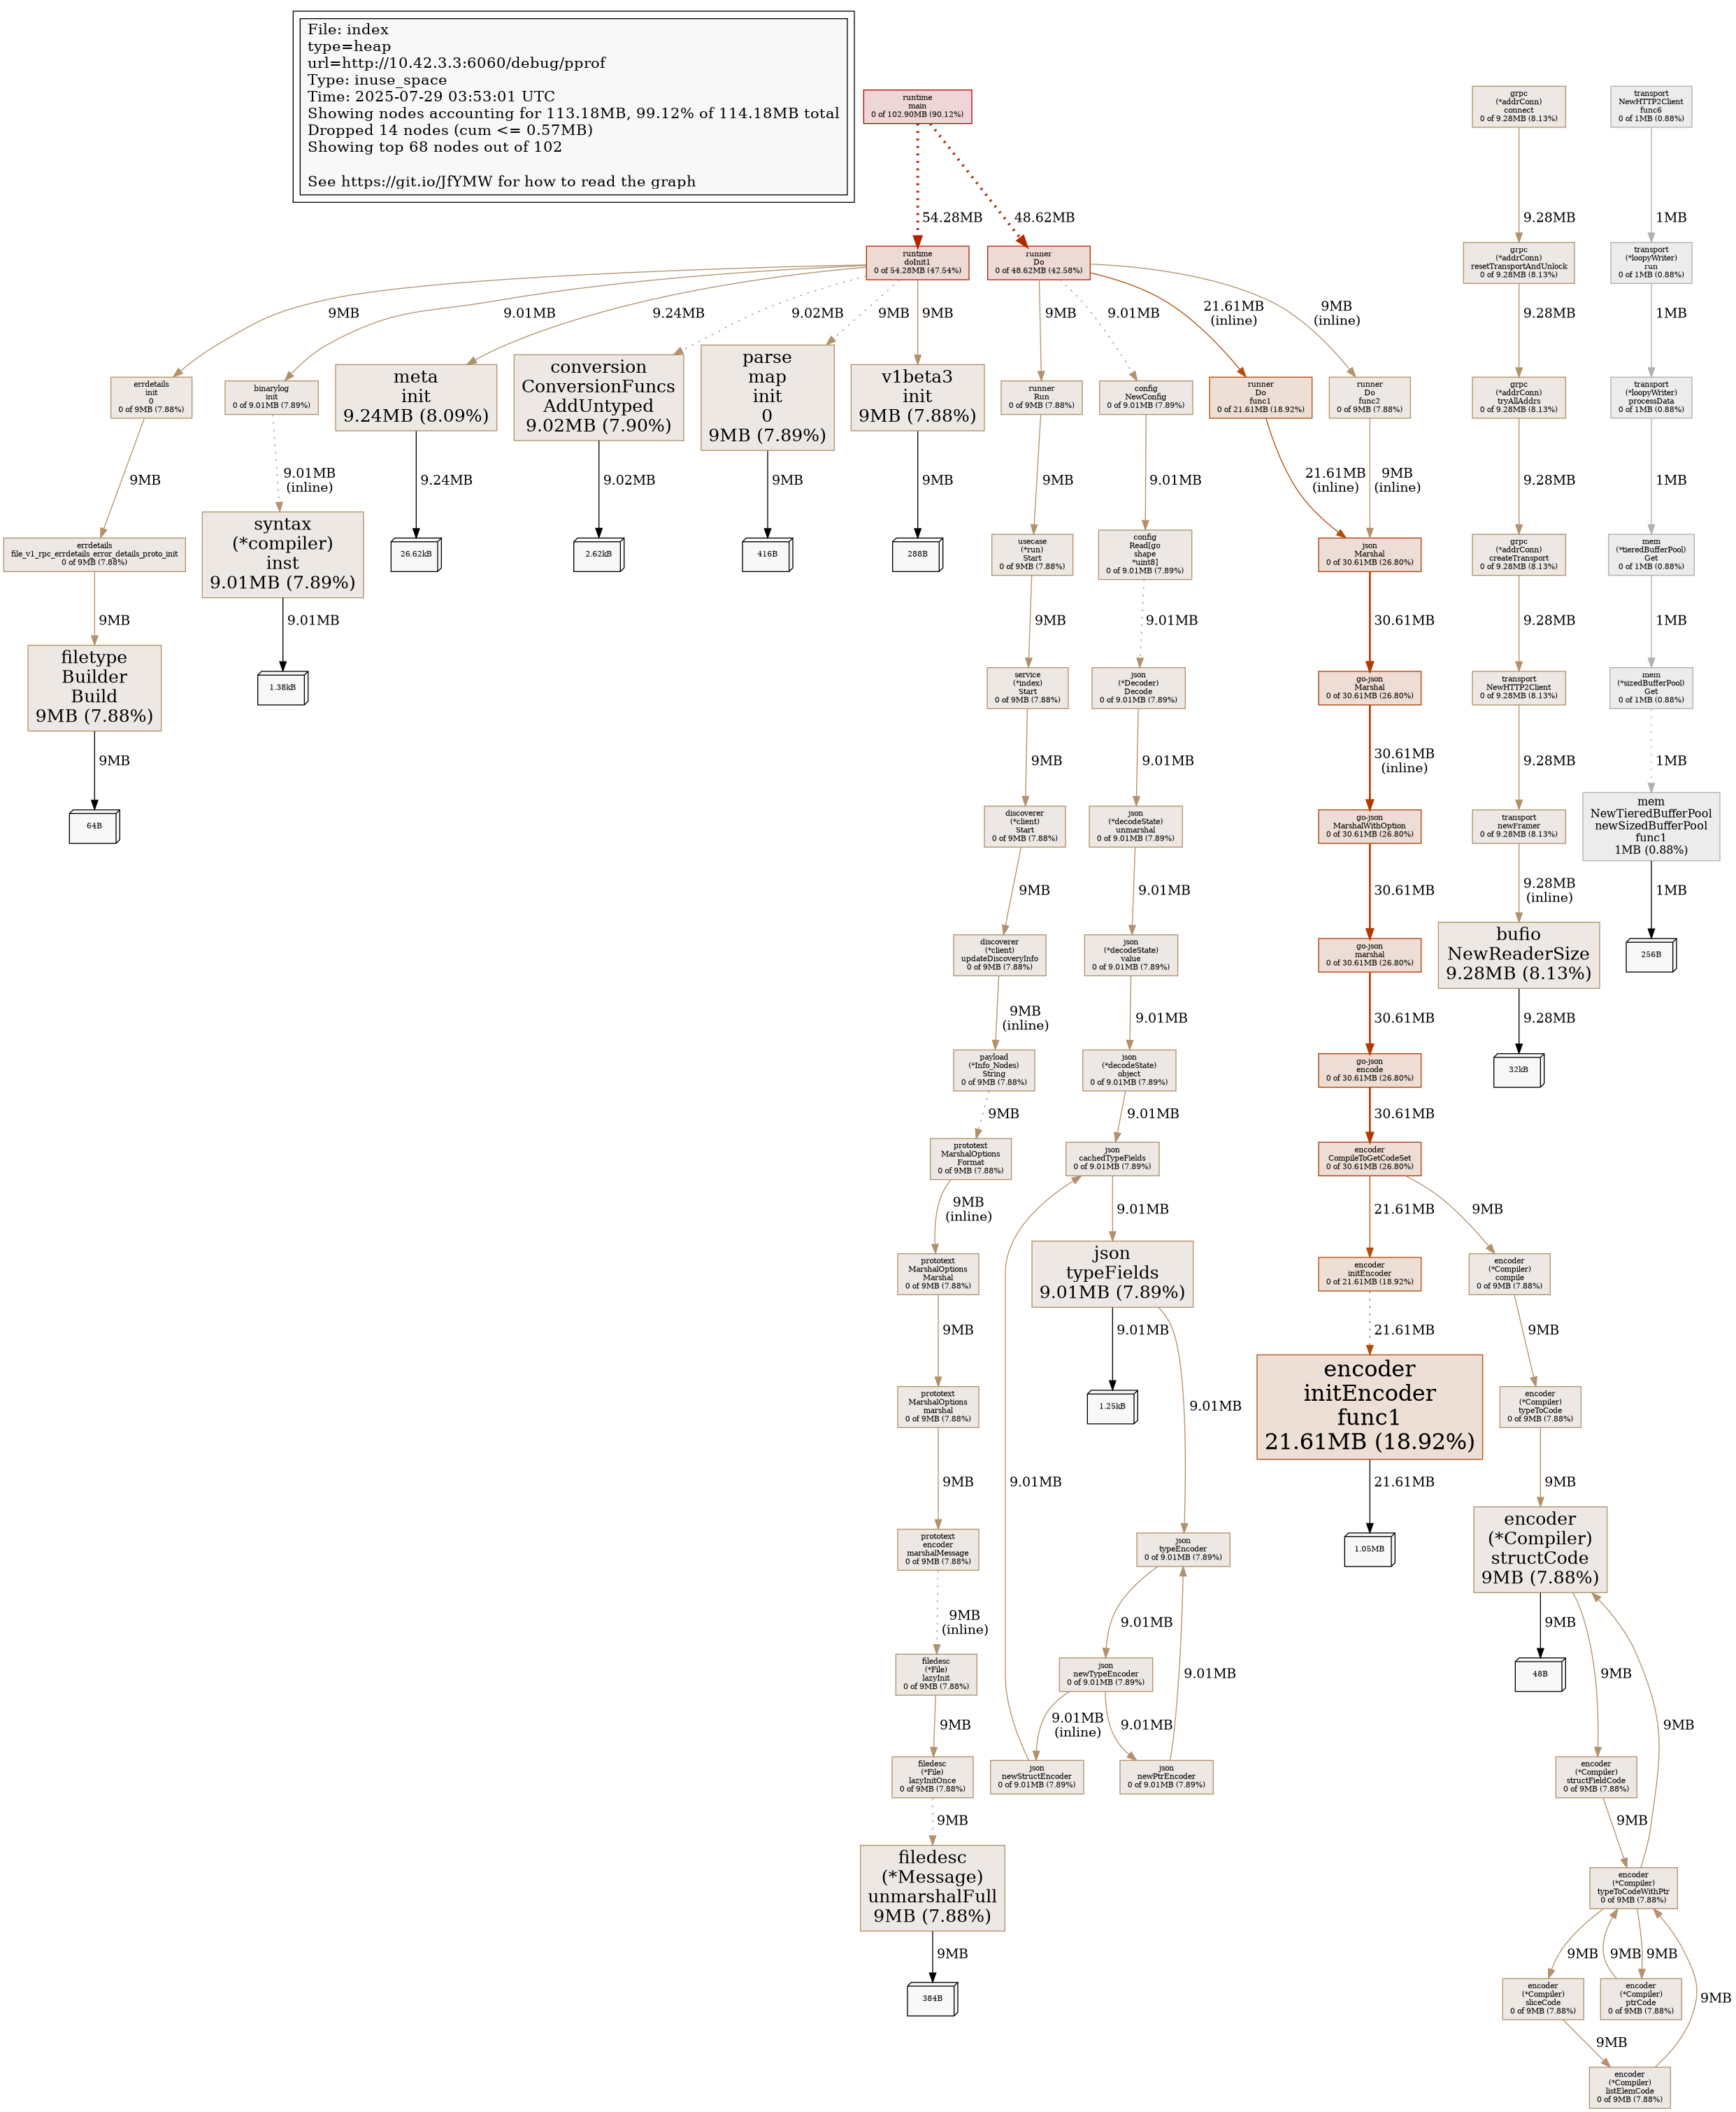 File: index
type=heap
url=http://10.42.3.3:6060/debug/pprof
Type: inuse_space
Time: 2025-07-29 03:53:01 UTC
Showing nodes accounting for 113.18MB, 99.12% of 114.18MB total
Dropped 14 nodes (cum <= 0.57MB)
Showing top 68 nodes out of 102
See https://git.io/JfYMW for how to read the graph
runtime
main
0 of 102.90MB (90.12%)
grpc
(*addrConn)
connect
0 of 9.28MB (8.13%)
transport
NewHTTP2Client
func6
0 of 1MB (0.88%)
54.28MB
48.62MB
9.28MB
1MB
runtime
doInit1
0 of 54.28MB (47.54%)
runner
Do
0 of 48.62MB (42.58%)
grpc
(*addrConn)
resetTransportAndUnlock
0 of 9.28MB (8.13%)
transport
(*loopyWriter)
run
0 of 1MB (0.88%)
9MB
9.01MB
9.24MB
9.02MB
9MB
9MB
9MB
9.01MB
21.61MB
(inline)
9MB
(inline)
9.28MB
1MB
errdetails
init
0
0 of 9MB (7.88%)
binarylog
init
0 of 9.01MB (7.89%)
meta
init
9.24MB (8.09%)
conversion
ConversionFuncs
AddUntyped
9.02MB (7.90%)
parse
map
init
0
9MB (7.89%)
v1beta3
init
9MB (7.88%)
runner
Run
0 of 9MB (7.88%)
config
NewConfig
0 of 9.01MB (7.89%)
runner
Do
func1
0 of 21.61MB (18.92%)
runner
Do
func2
0 of 9MB (7.88%)
grpc
(*addrConn)
tryAllAddrs
0 of 9.28MB (8.13%)
transport
(*loopyWriter)
processData
0 of 1MB (0.88%)
9MB
9.01MB
(inline)
9.24MB
9.02MB
9MB
9MB
9MB
9.01MB
21.61MB
(inline)
9MB
(inline)
9.28MB
1MB
errdetails
file_v1_rpc_errdetails_error_details_proto_init
0 of 9MB (7.88%)
syntax
(*compiler)
inst
9.01MB (7.89%)
26.62kB
2.62kB
416B
288B
usecase
(*run)
Start
0 of 9MB (7.88%)
config
Read[go
shape
*uint8]
0 of 9.01MB (7.89%)
json
Marshal
0 of 30.61MB (26.80%)
grpc
(*addrConn)
createTransport
0 of 9.28MB (8.13%)
mem
(*tieredBufferPool)
Get
0 of 1MB (0.88%)
9MB
9.01MB
9MB
9.01MB
30.61MB
9.28MB
1MB
filetype
Builder
Build
9MB (7.88%)
1.38kB
service
(*index)
Start
0 of 9MB (7.88%)
json
(*Decoder)
Decode
0 of 9.01MB (7.89%)
go-json
Marshal
0 of 30.61MB (26.80%)
transport
NewHTTP2Client
0 of 9.28MB (8.13%)
mem
(*sizedBufferPool)
Get
0 of 1MB (0.88%)
9MB
9MB
9.01MB
30.61MB
(inline)
9.28MB
1MB
64B
discoverer
(*client)
Start
0 of 9MB (7.88%)
json
(*decodeState)
unmarshal
0 of 9.01MB (7.89%)
go-json
MarshalWithOption
0 of 30.61MB (26.80%)
transport
newFramer
0 of 9.28MB (8.13%)
mem
NewTieredBufferPool
newSizedBufferPool
func1
1MB (0.88%)
9MB
9.01MB
30.61MB
9.28MB
(inline)
1MB
discoverer
(*client)
updateDiscoveryInfo
0 of 9MB (7.88%)
json
(*decodeState)
value
0 of 9.01MB (7.89%)
go-json
marshal
0 of 30.61MB (26.80%)
bufio
NewReaderSize
9.28MB (8.13%)
256B
9MB
(inline)
9.01MB
30.61MB
9.28MB
payload
(*Info_Nodes)
String
0 of 9MB (7.88%)
json
(*decodeState)
object
0 of 9.01MB (7.89%)
go-json
encode
0 of 30.61MB (26.80%)
32kB
9MB
9.01MB
30.61MB
prototext
MarshalOptions
Format
0 of 9MB (7.88%)
json
cachedTypeFields
0 of 9.01MB (7.89%)
encoder
CompileToGetCodeSet
0 of 30.61MB (26.80%)
9MB
(inline)
9.01MB
21.61MB
9MB
prototext
MarshalOptions
Marshal
0 of 9MB (7.88%)
json
typeFields
9.01MB (7.89%)
encoder
initEncoder
0 of 21.61MB (18.92%)
encoder
(*Compiler)
compile
0 of 9MB (7.88%)
9MB
9.01MB
21.61MB
9MB
prototext
MarshalOptions
marshal
0 of 9MB (7.88%)
1.25kB
9.01MB
encoder
initEncoder
func1
21.61MB (18.92%)
encoder
(*Compiler)
typeToCode
0 of 9MB (7.88%)
9MB
9.01MB
21.61MB
9MB
prototext
encoder
marshalMessage
0 of 9MB (7.88%)
json
typeEncoder
0 of 9.01MB (7.89%)
1.05MB
encoder
(*Compiler)
structCode
9MB (7.88%)
9MB
(inline)
9.01MB
9MB
filedesc
(*File)
lazyInit
0 of 9MB (7.88%)
json
newTypeEncoder
0 of 9.01MB (7.89%)
9.01MB
48B
9MB
9MB
9MB
9.01MB
(inline)
9.01MB
filedesc
(*File)
lazyInitOnce
0 of 9MB (7.88%)
json
newStructEncoder
0 of 9.01MB (7.89%)
json
newPtrEncoder
0 of 9.01MB (7.89%)
encoder
(*Compiler)
structFieldCode
0 of 9MB (7.88%)
9MB
9MB
filedesc
(*Message)
unmarshalFull
9MB (7.88%)
encoder
(*Compiler)
typeToCodeWithPtr
0 of 9MB (7.88%)
9MB
9MB
9MB
9MB
384B
encoder
(*Compiler)
sliceCode
0 of 9MB (7.88%)
encoder
(*Compiler)
ptrCode
0 of 9MB (7.88%)
9MB
9MB
encoder
(*Compiler)
listElemCode
0 of 9MB (7.88%)